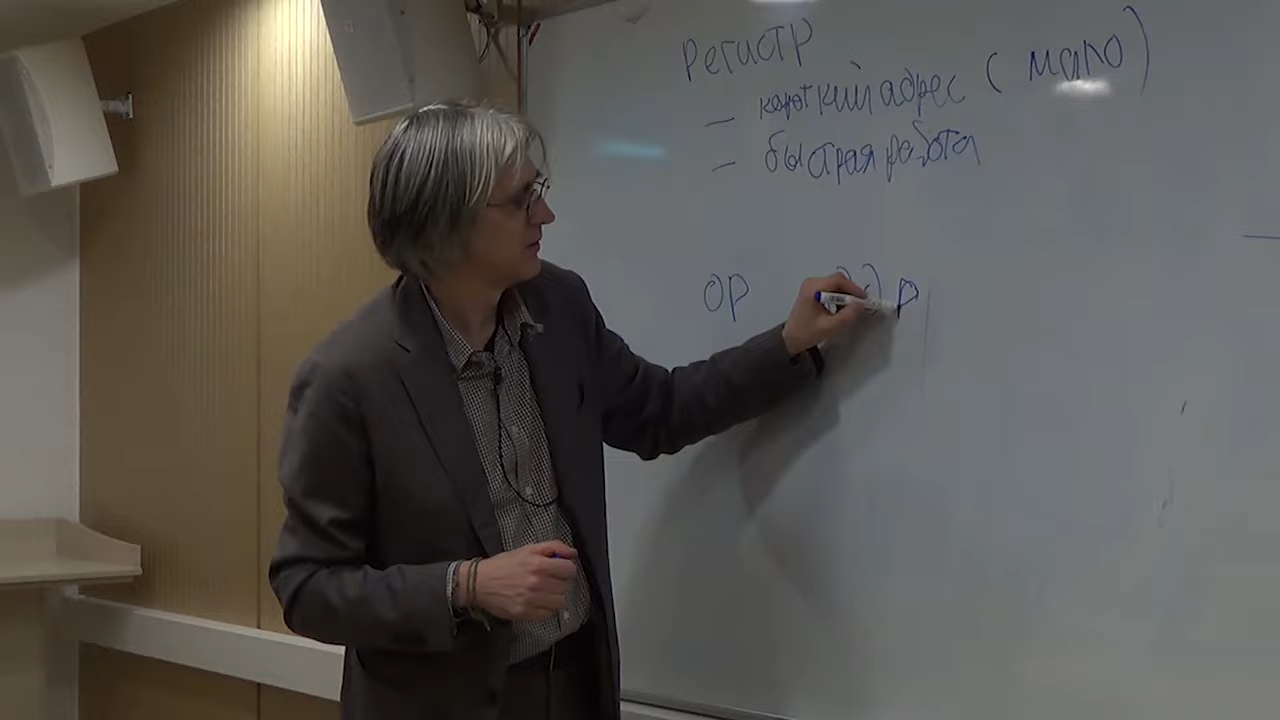 Регистр
– короткий адрес (мало)
– быстрая работа
op